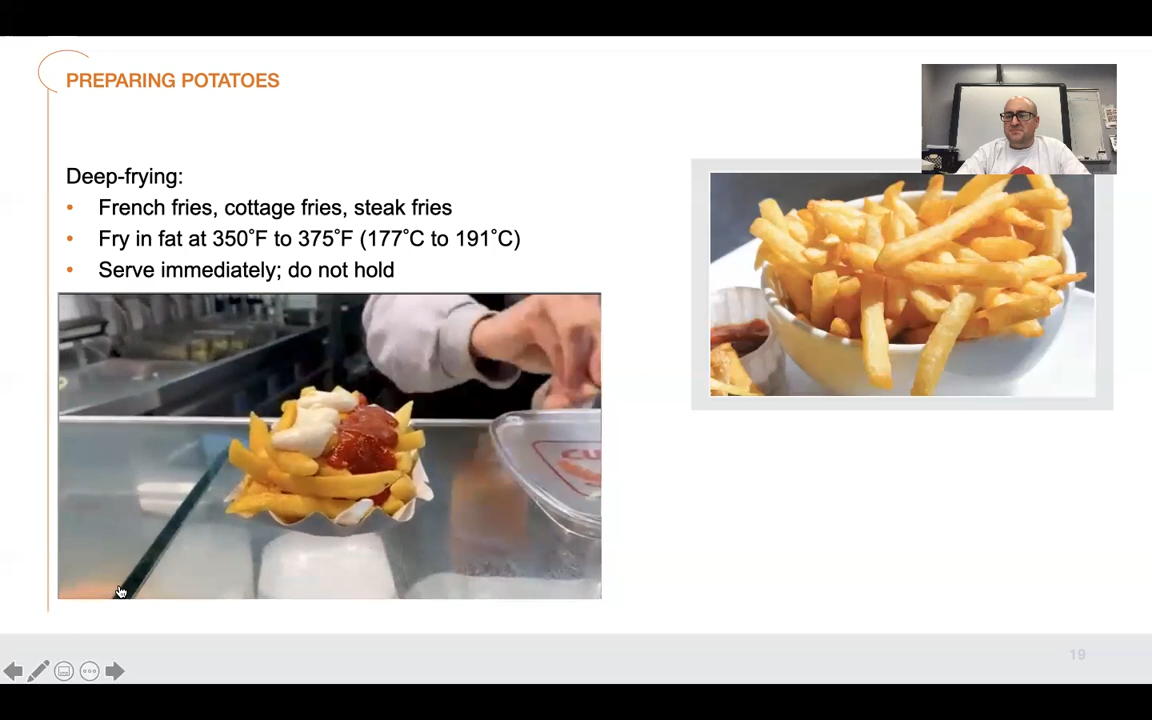 PREPARING POTATOES
Deep-frying:
• French fries, cottage fries, steak fries
• Fry in fat at 350˚F to 375˚F (177˚C to 191˚C)
• Serve immediately; do not hold
CU
19